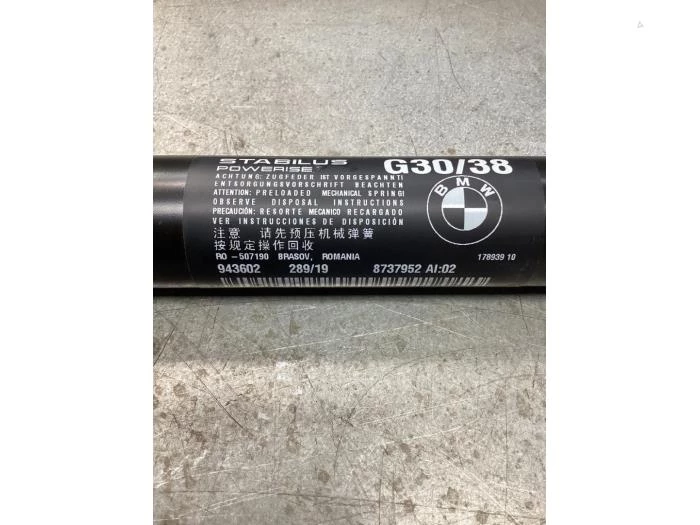 STABILUS
POWERISE G30/38
ACHTUNG: ZUGFEDER IST VORGESPANNT!
ENTSORGUNGSVORSCHRIFT BEACHTEN
ATTENTION: PRELOADED MECHANICAL SPRING!
OBSERVE DISPOSAL INSTRUCTIONS
PRECAUCIÓN: RESORTE MECANICO RECARGADO
VER INSTRUCCIONES DE DISPOSICIÓN
BMW
注意 请先预压机械弹簧
按规定操作回收
RO -507190 BRASOV, ROMANIA 178939 10
943602 289/19 8737952 AI:02